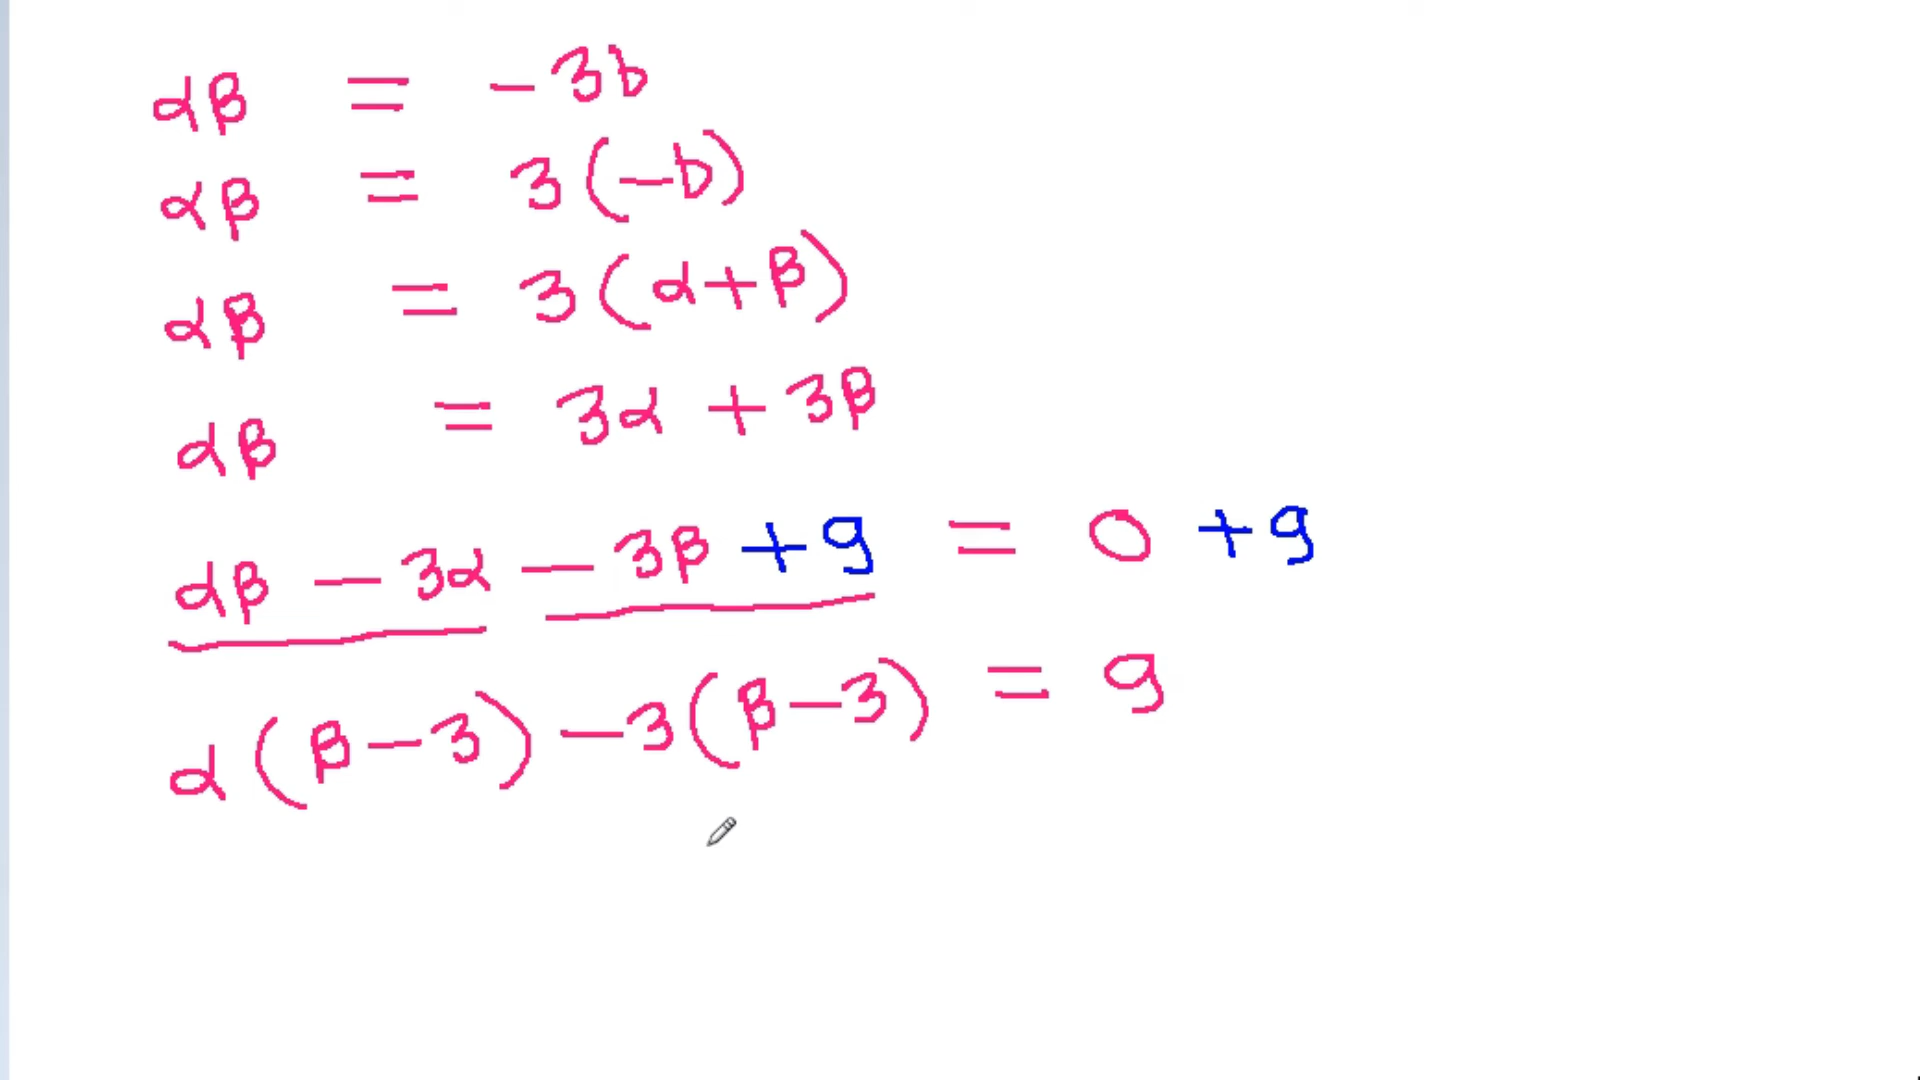 αβ = -3b
αβ = 3(-b)
αβ = 3(α+β)
αβ = 3α + 3β
αβ - 3α - 3β + 9 = 0 + 9
α(β-3) - 3(β-3) = 9